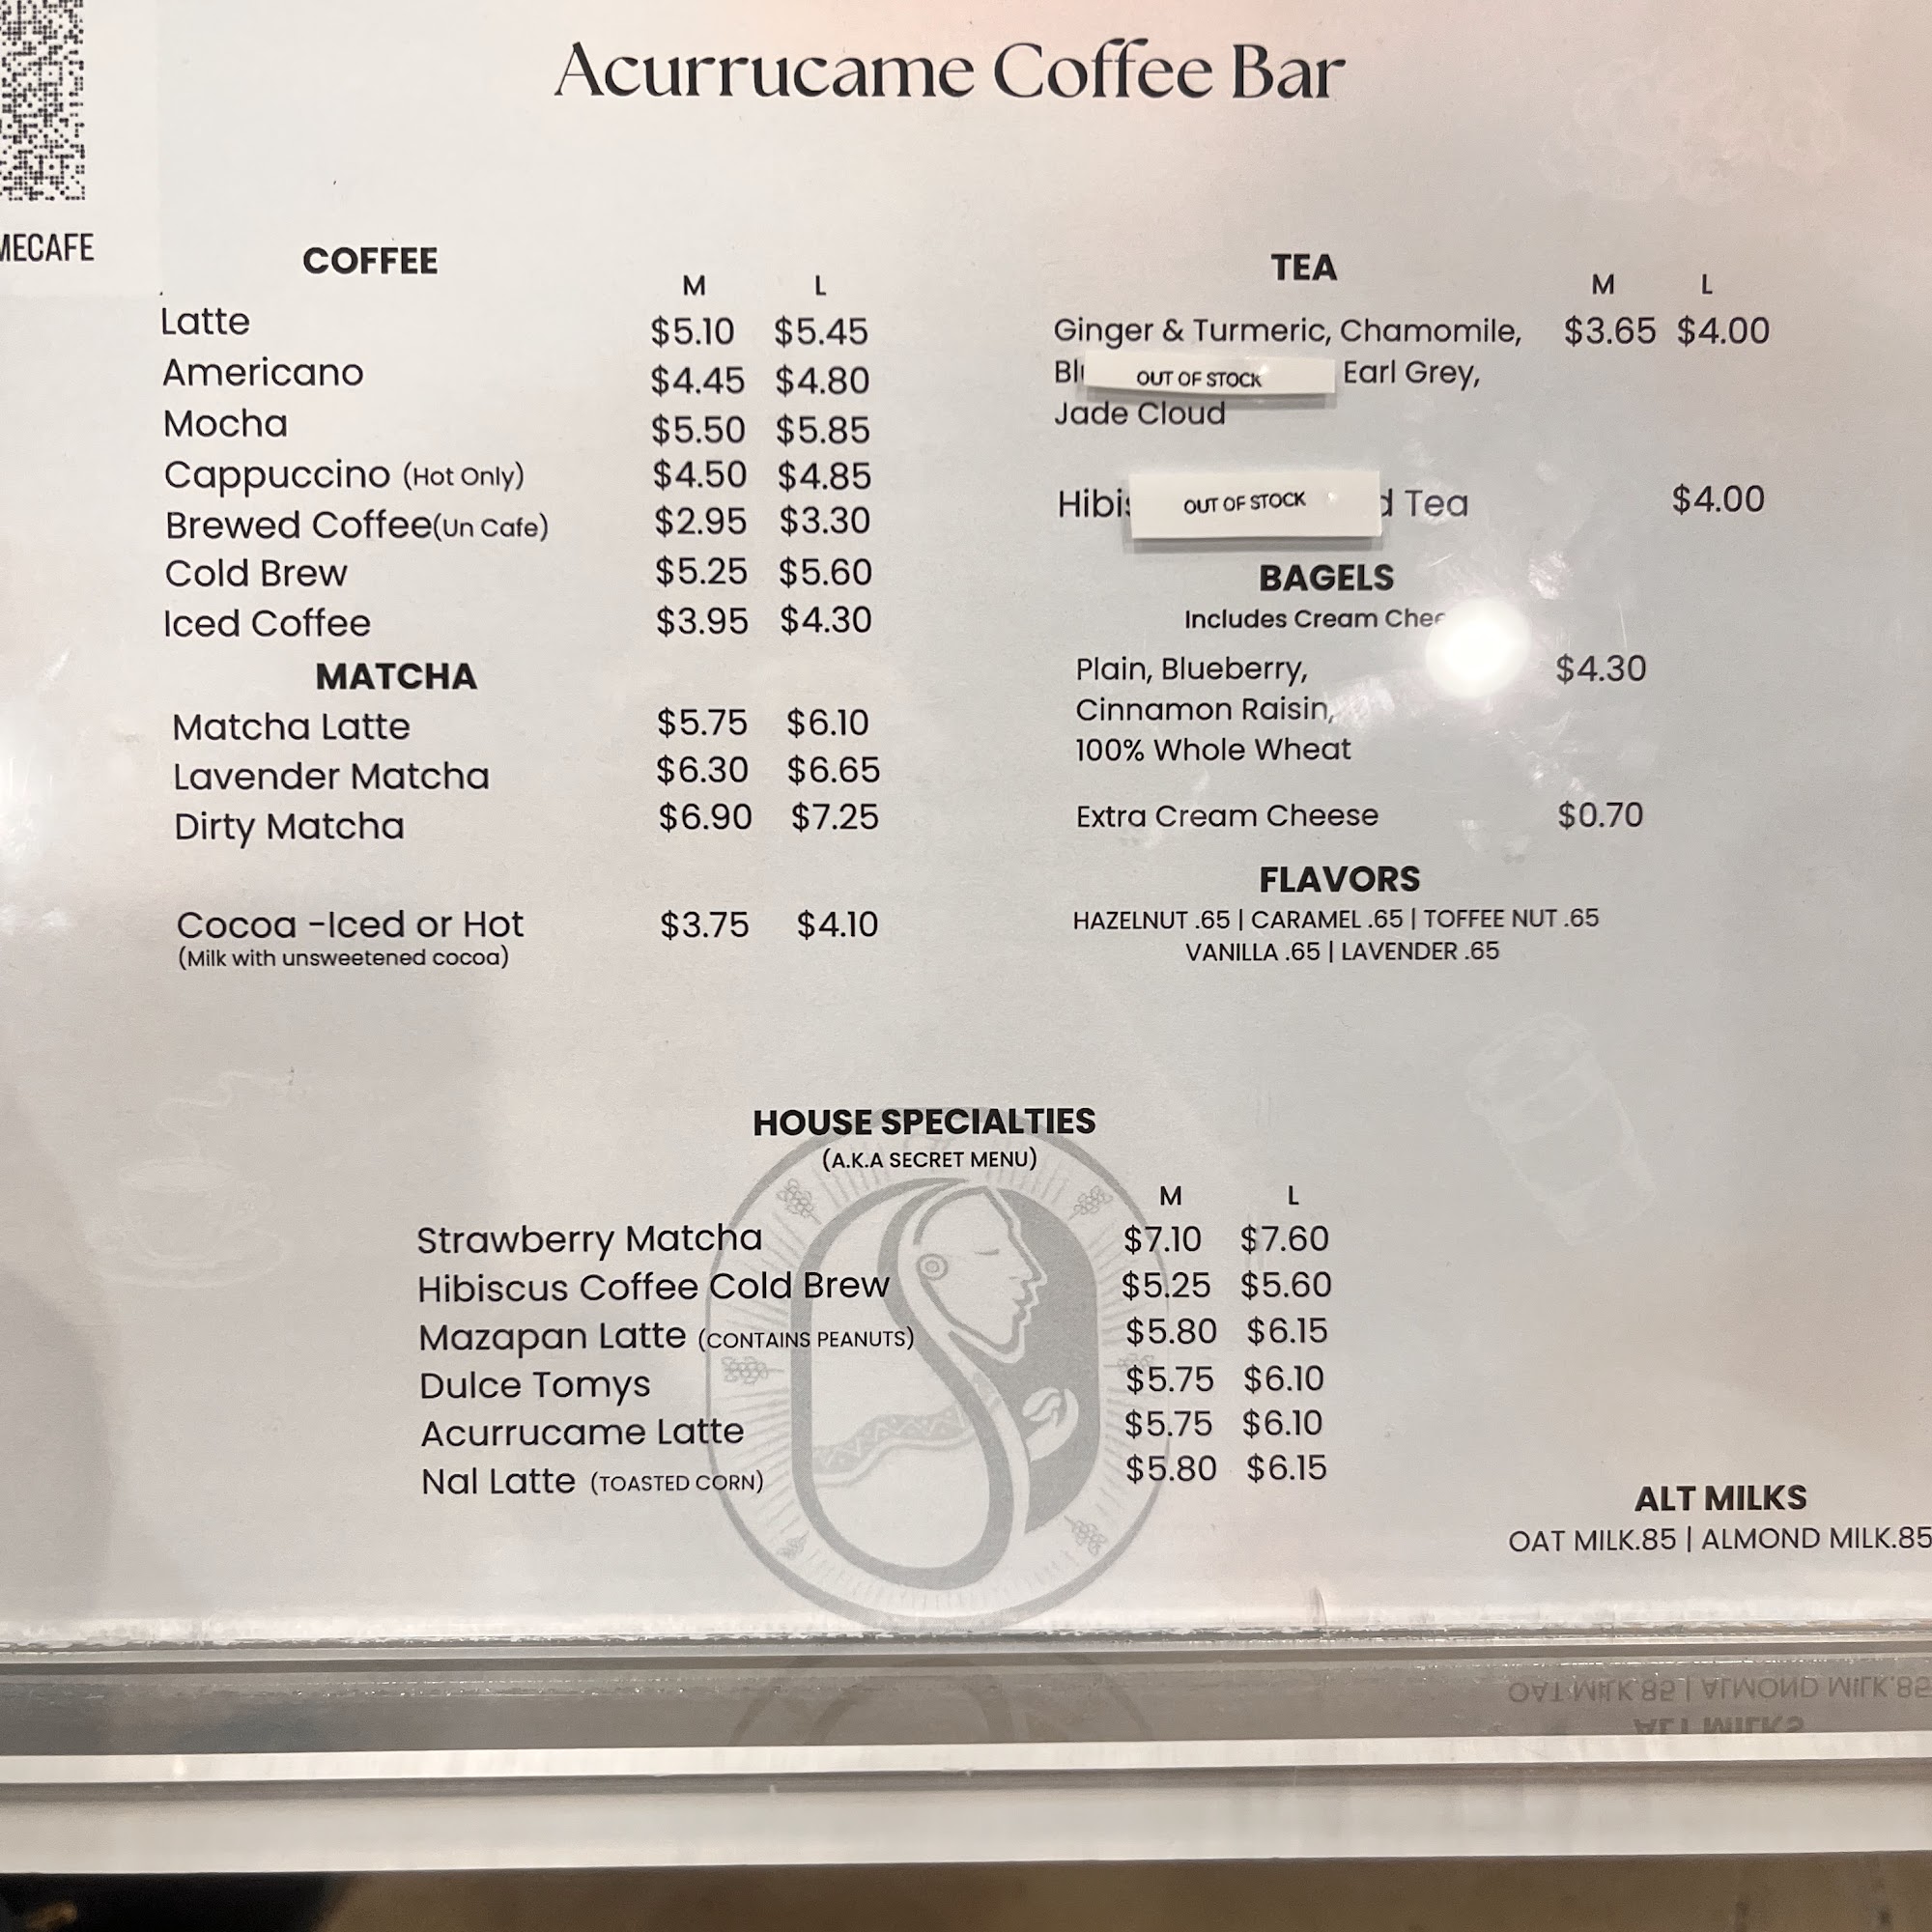 Acurrucame Coffee Bar
MECAFE
COFFEE
M L
Latte $5.10 $5.45
Americano $4.45 $4.80
Mocha $5.50 $5.85
Cappuccino (Hot Only) $4.50 $4.85
Brewed Coffee(Un Cafe) $2.95 $3.30
Cold Brew $5.25 $5.60
Iced Coffee $3.95 $4.30
MATCHA
Matcha Latte $5.75 $6.10
Lavender Matcha $6.30 $6.65
Dirty Matcha $6.90 $7.25
Cocoa -Iced or Hot $3.75 $4.10
(Milk with unsweetened cocoa)
TEA
M L
Ginger & Turmeric, Chamomile, $3.65 $4.00
OUT OF STOCK Earl Grey,
Jade Cloud
OUT OF STOCK Tea $4.00
BAGELS
Includes Cream
Plain, Blueberry, $4.30
Cinnamon Raisin,
100% Whole Wheat
Extra Cream Cheese $0.70
FLAVORS
HAZELNUT .65 | CARAMEL .65 | TOFFEE NUT .65
VANILLA .65 | LAVENDER .65
HOUSE SPECIALTIES
(A.K.A SECRET MENU)
M L
Strawberry Matcha $7.10 $7.60
Hibiscus Coffee Cold Brew $5.25 $5.60
Mazapan Latte (CONTAINS PEANUTS) $5.80 $6.15
Dulce Tomys $5.75 $6.10
Acurrucame Latte $5.75 $6.10
Nal Latte (TOASTED CORN) $5.80 $6.15
ALT MILKS
OAT MILK.85 | ALMOND MILK.85